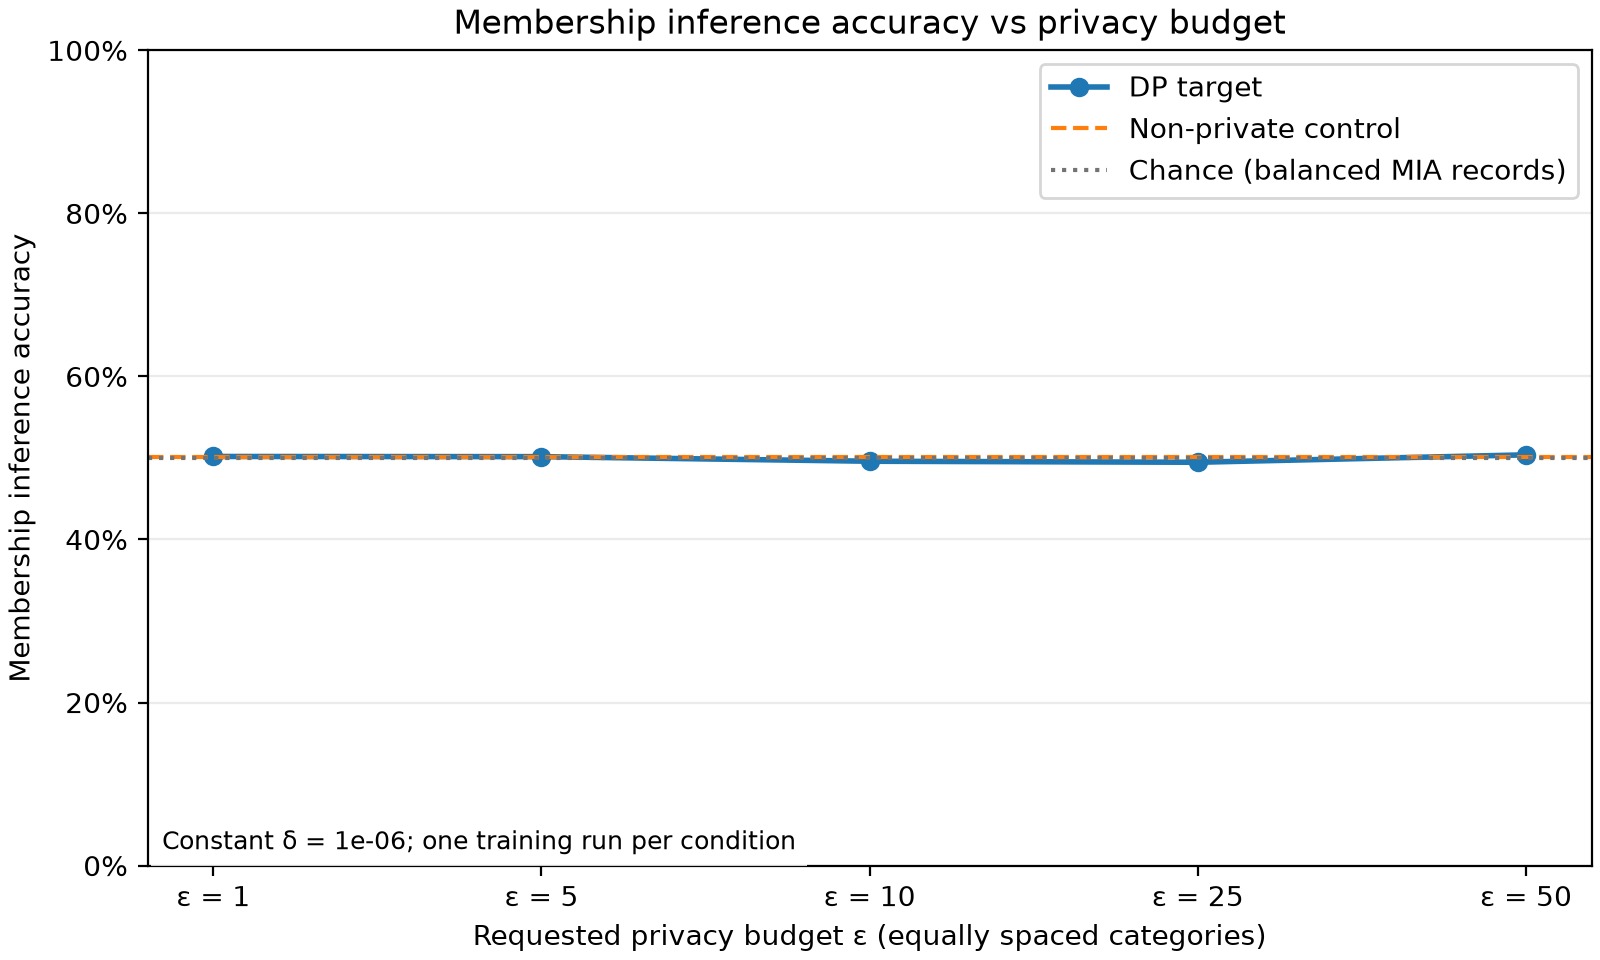 Membership inference accuracy vs privacy budget
100%
80%
60%
40%
20%
0%
Membership inference accuracy
DP target
Non-private control
Chance (balanced MIA records)
Constant δ = 1e-06; one training run per condition
ε = 1
ε = 5
ε = 10
ε = 25
ε = 50
Requested privacy budget ε (equally spaced categories)